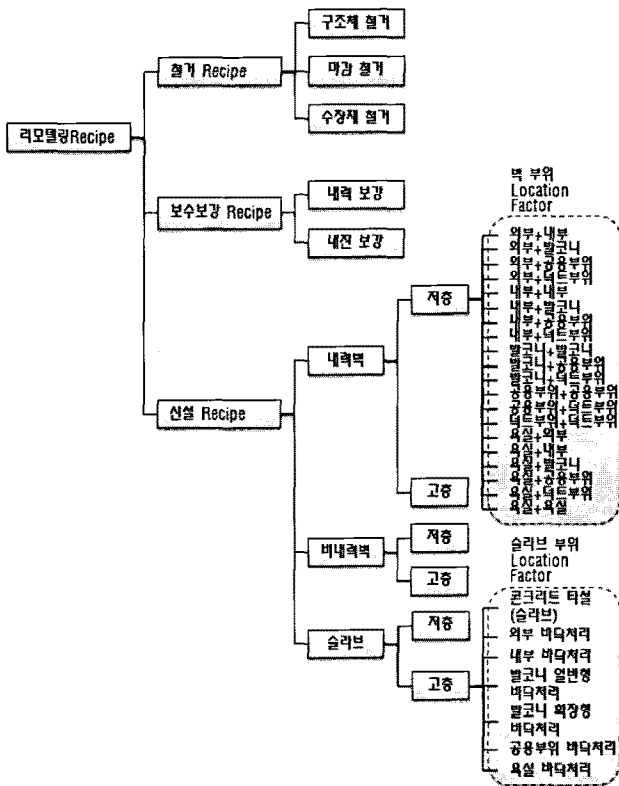 리모델링Recipe
철거 Recipe
구조체 철거
마감 철거
수장재 철거
보수보강 Recipe
내력 보강
내진 보강
신설 Recipe
내력벽
저층
고층
벽 부위
Location
Factor
외부+내부
외부+발코니
외부+공용부위
외부+덕트부위
내부+내부
내부+발코니
내부+공용부위
내부+덕트부위
발코니+발코니
발코니+공용부위
발코니+덕트부위
공용부위+공용부위
공용부위+덕트부위
덕트부위+덕트부위
욕실+외부
욕실+내부
욕실+발코니
욕실+공용부위
욕실+덕트부위
욕실+욕실
비내력벽
저층
고층
슬라브
저층
고층
슬라브 부위
Location
Factor
콘크리트 타설
(슬라브)
외부 바닥처리
내부 바닥처리
발코니 일반형
바닥처리
발코니 확장형
바닥처리
공용부위 바닥처리
욕실 바닥처리